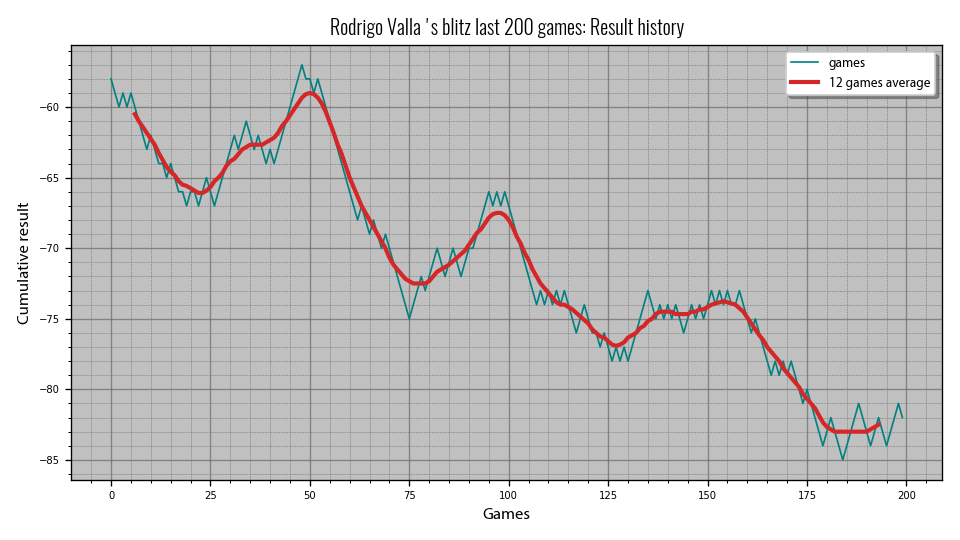 Rodrigo Valla 's blitz last 200 games: Result history
games
12 games average
Cumulative result
−60
−65
−70
−75
−80
−85
0 25 50 75 100 125 150 175 200
Games